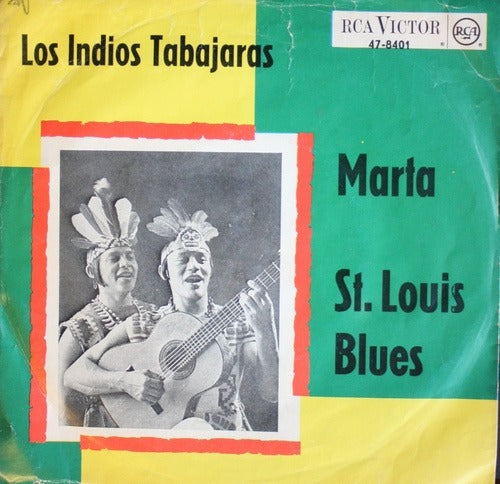 Los Indios Tabajaras
RCA VICTOR
47-8401
RCA
Marta
St. Louis
Blues